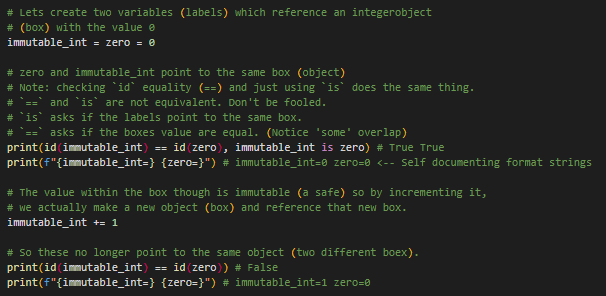 # Lets create two variables (labels) which reference an integerobject
# (box) with the value 0
immutable_int = zero = 0

# zero and immutable_int point to the same box (object)
# Note: checking `id` equality (==) and just using `is` does the same thing.
# `==` and `is` are not equivalent. Don't be fooled.
# `is` asks if the labels point to the same box.
# `==` asks if the boxes value are equal. (Notice 'some' overlap)
print(id(immutable_int) == id(zero), immutable_int is zero) # True True
print(f"{immutable_int=} {zero=}") # immutable_int=0 zero=0 <-- Self documenting format strings

# The value within the box though is immutable (a safe) so by incrementing it,
# we actually make a new object (box) and reference that new box.
immutable_int += 1

# So these no longer point to the same object (two different boex).
print(id(immutable_int) == id(zero)) # False
print(f"{immutable_int=} {zero=}") # immutable_int=1 zero=0